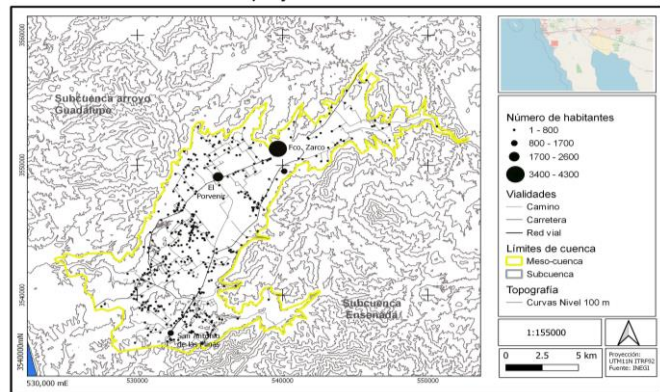 3560000
3550000
3540000
3540000mN
530,000 mE
530000
540000
550000
Subcuenca arroyo
Guadalupe
Fco. Zarco
El
Porvenir
San Antonio
de las Minas
Subcuenca
Ensenada
Número de habitantes
1 - 800
800 - 1700
1700 - 2600
3400 - 4300
Vialidades
Camino
Carretera
Red vial
Límites de cuenca
Meso-cuenca
Subcuenca
Topografía
Curvas Nivel 100 m
1:155000
0 2.5 5 km
Proyección:
UTM11N ITRF92
Fuente: INEGI